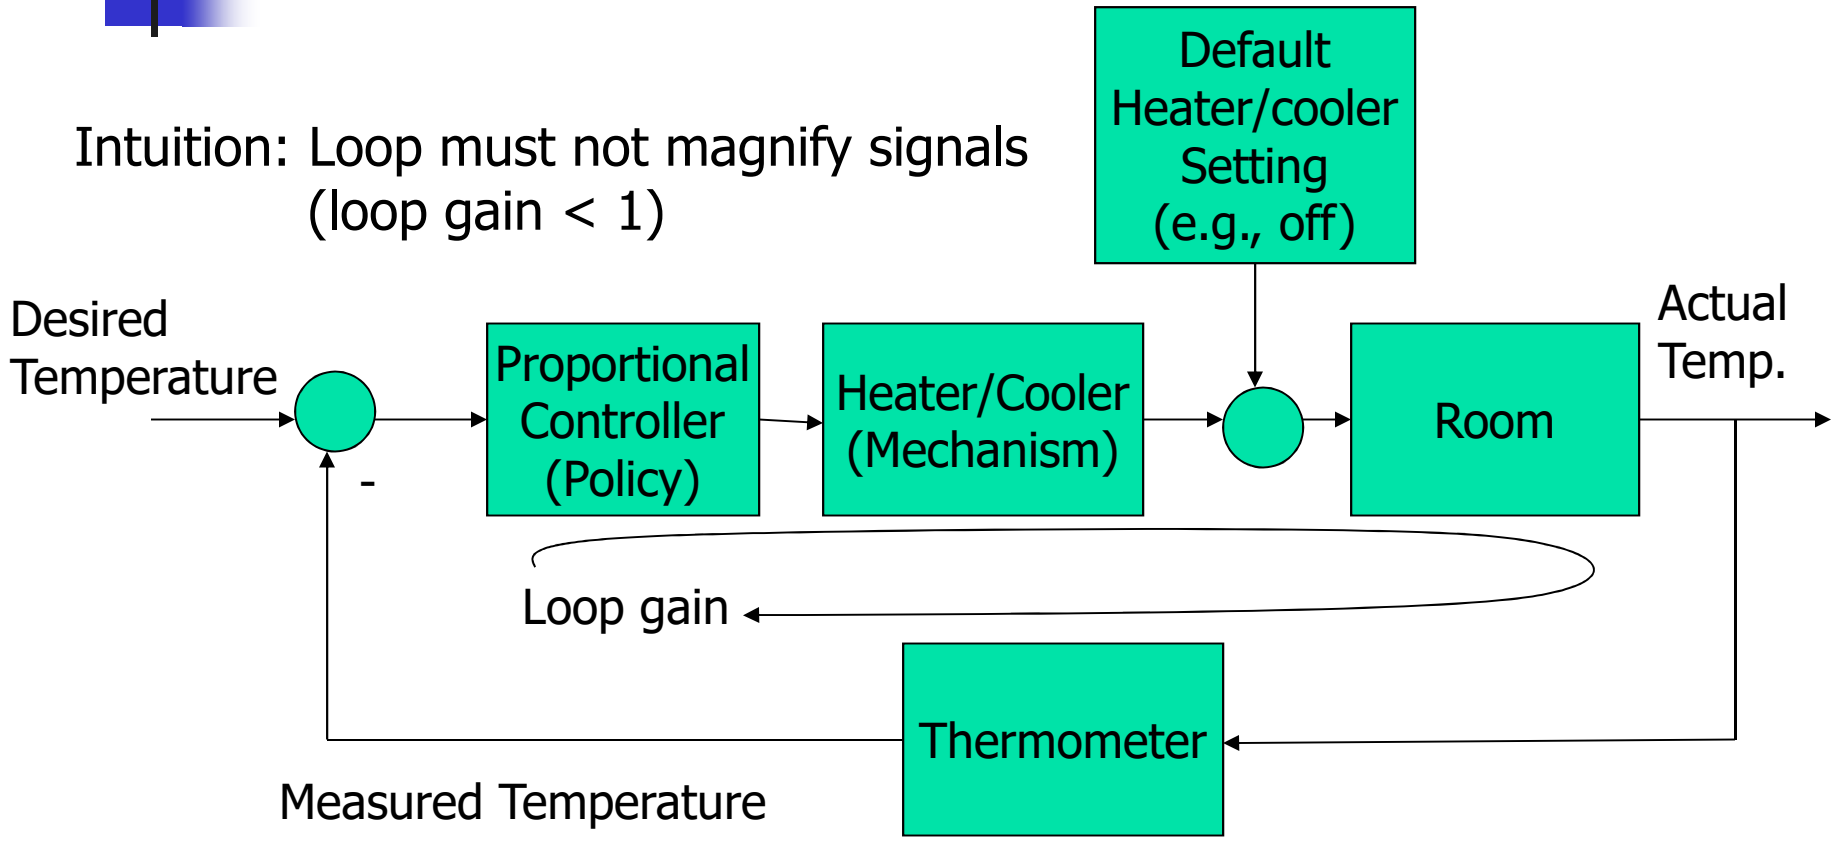 Intuition: Loop must not magnify signals
(loop gain < 1)
Default
Heater/cooler
Setting
(e.g., off)
Desired
Temperature
-
Proportional
Controller
(Policy)
Heater/Cooler
(Mechanism)
Room
Actual
Temp.
Loop gain
Thermometer
Measured Temperature